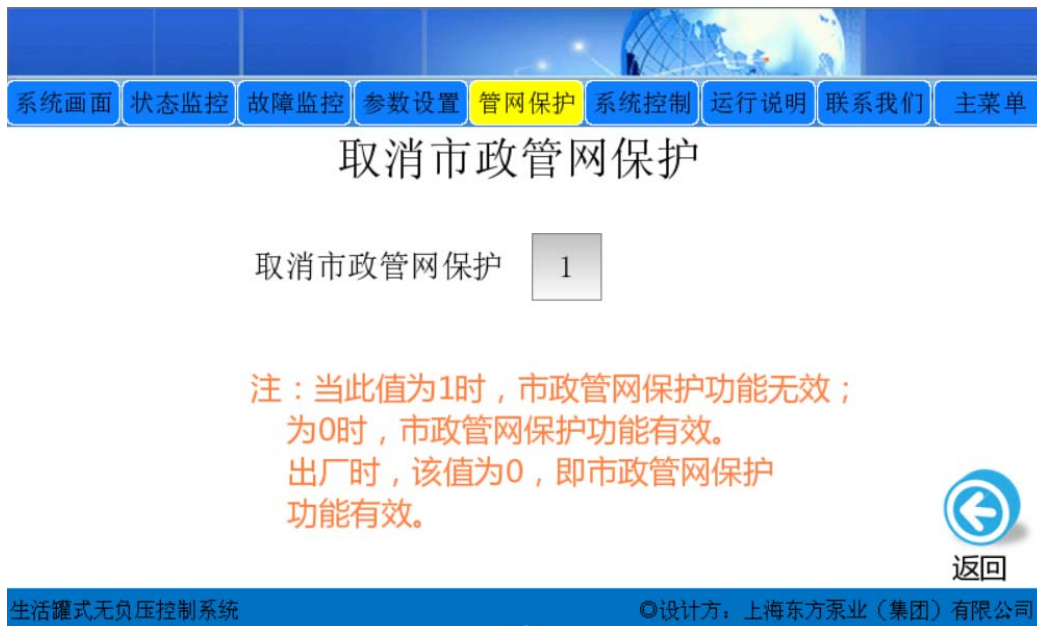 系统画面 状态监控 故障监控 参数设置 管网保护 系统控制 运行说明 联系我们 主菜单
取消市政管网保护
取消市政管网保护 1
注：当此值为1时，市政管网保护功能无效；
为0时，市政管网保护功能有效。
出厂时，该值为0，即市政管网保护
功能有效。
返回
生活罐式无负压控制系统 ◎设计方：上海东方泵业（集团）有限公司